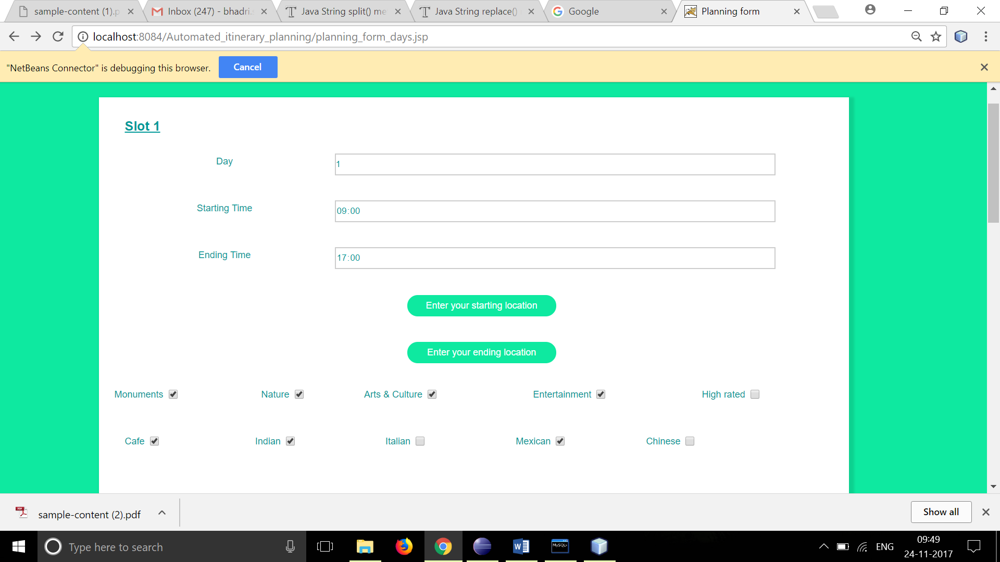 sample-content (1).p
Inbox (247) - bhadri.
Java String split() me
Java String replace()
Google
Planning form
localhost:8084/Automated_itinerary_planning/planning_form_days.jsp
"NetBeans Connector" is debugging this browser.
Cancel
Slot 1
Day
1
Starting Time
09:00
Ending Time
17:00
Enter your starting location
Enter your ending location
Monuments
Nature
Arts & Culture
Entertainment
High rated
Cafe
Indian
Italian
Mexican
Chinese
sample-content (2).pdf
Show all
Type here to search
MySQL
ENG
09:49
24-11-2017